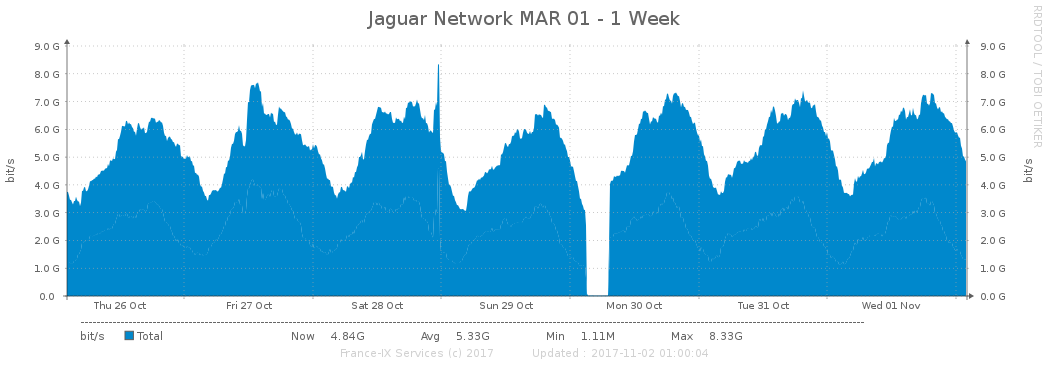 Jaguar Network MAR 01 - 1 Week
RRDTOOL / TOBI OETIKER
bit/s
9.0 G
8.0 G
7.0 G
6.0 G
5.0 G
4.0 G
3.0 G
2.0 G
1.0 G
0.0
9.0 G
8.0 G
7.0 G
6.0 G
5.0 G
4.0 G
3.0 G
2.0 G
1.0 G
0.0 G
bit/s
Thu 26 Oct Fri 27 Oct Sat 28 Oct Sun 29 Oct Mon 30 Oct Tue 31 Oct Wed 01 Nov
bit/s Total Now 4.84G Avg 5.33G Min 1.11M Max 8.33G
France-IX Services (c) 2017 Updated : 2017-11-02 01:00:04